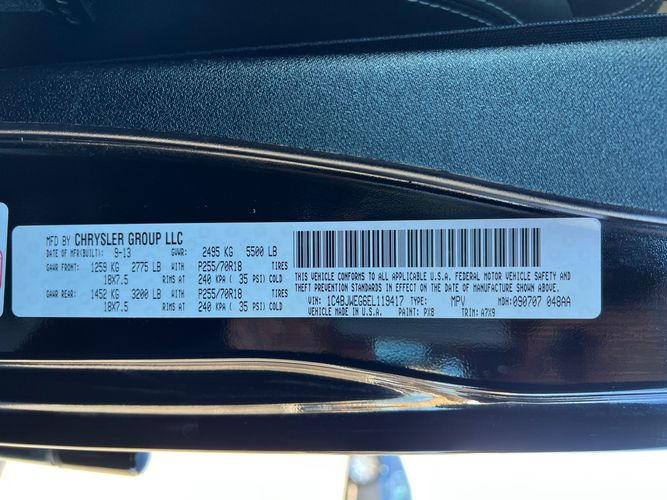 MFD BY CHRYSLER GROUP LLC
DATE OF MFR(BUILT): 9-13 GVWR: 2495 KG 5500 LB
GAWR FRONT: 1259 KG 2775 LB WITH P255/70R18 TIRES
18X7.5 RIMS AT 240 KPA ( 35 PSI) COLD
GAWR REAR: 1452 KG 3200 LB WITH P255/70R18 TIRES
18X7.5 RIMS AT 240 KPA ( 35 PSI) COLD
THIS VEHICLE CONFORMS TO ALL APPLICABLE U.S.A. FEDERAL MOTOR VEHICLE SAFETY AND
THEFT PREVENTION STANDARDS IN EFFECT ON THE DATE OF MANUFACTURE SHOWN ABOVE.
VIN: 1C4BJWEG6EL119417 TYPE: MPV MDH: 090707 048AA
VEHICLE MADE IN U.S.A. PAINT: PX8 TRIM: A7X9